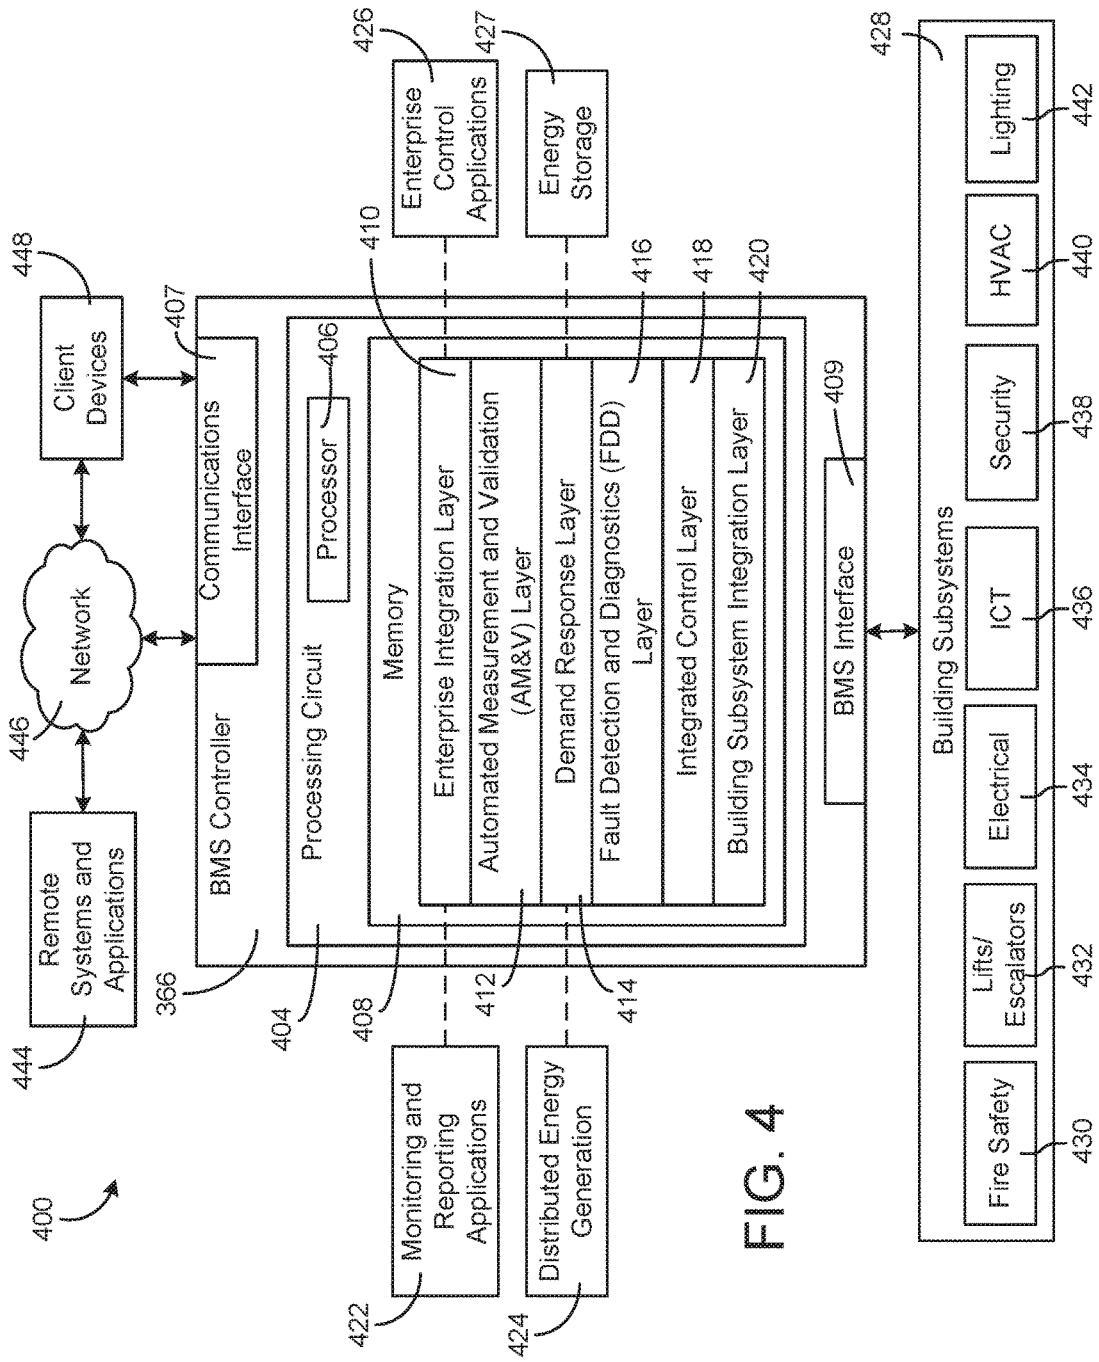 400
444
Remote
Systems and
Applications
446
Network
448
Client
Devices
366
BMS Controller
Communications
Interface
407
404
Processing Circuit
Processor
406
408
Memory
410
Enterprise Integration Layer
Automated Measurement and Validation
(AM&V) Layer
412
Demand Response Layer
414
Fault Detection and Diagnostics (FDD)
Layer
416
Integrated Control Layer
418
Building Subsystem Integration Layer
420
422
Monitoring and
Reporting
Applications
424
Distributed Energy
Generation
426
Enterprise
Control
Applications
427
Energy
Storage
BMS Interface
409
Building Subsystems
428
Fire Safety
430
Lifts/
Escalators
432
Electrical
434
ICT
436
Security
438
HVAC
440
Lighting
442
FIG. 4